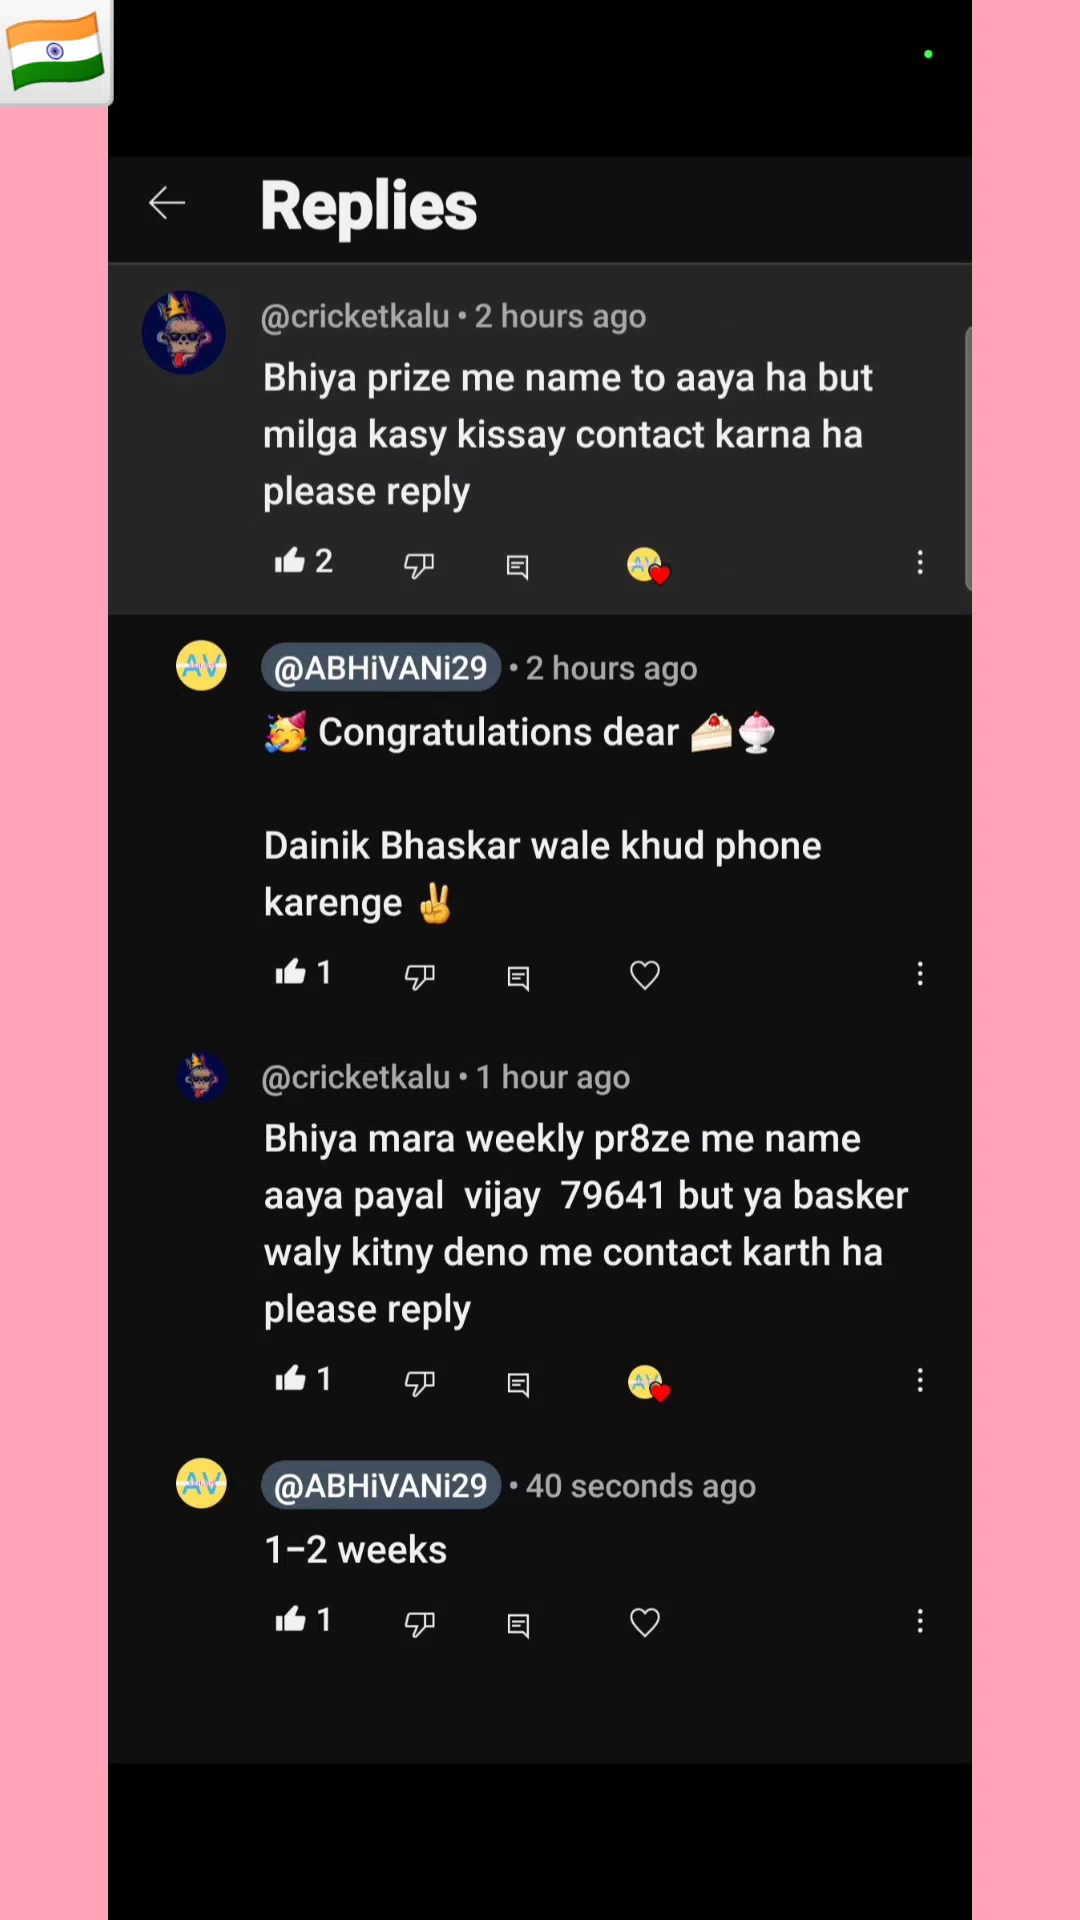 Replies
@cricketkalu • 2 hours ago
Bhiya prize me name to aaya ha but
milga kasy kissay contact karna ha
please reply
2
@ABHiVANi29 • 2 hours ago
🥳 Congratulations dear 🍰🍨
Dainik Bhaskar wale khud phone
karenge ✌️
1
@cricketkalu • 1 hour ago
Bhiya mara weekly pr8ze me name
aaya payal vijay 79641 but ya basker
waly kitny deno me contact karth ha
please reply
1
@ABHiVANi29 • 40 seconds ago
1–2 weeks
1